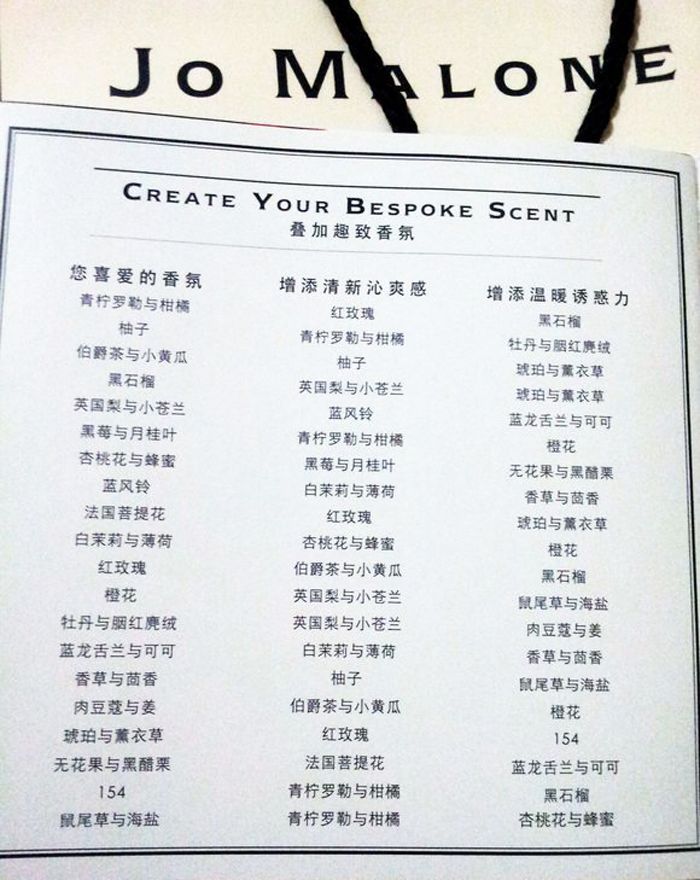 JO MALONE
CREATE YOUR BESPOKE SCENT
叠加趣致香氛
您喜爱的香氛
青柠罗勒与柑橘
柚子
伯爵茶与小黄瓜
黑石榴
英国梨与小苍兰
黑莓与月桂叶
杏桃花与蜂蜜
蓝风铃
法国菩提花
白茉莉与薄荷
红玫瑰
橙花
牡丹与胭红麂绒
蓝龙舌兰与可可
香草与茴香
肉豆蔻与姜
琥珀与薰衣草
无花果与黑醋栗
154
鼠尾草与海盐
增添清新沁爽感
红玫瑰
青柠罗勒与柑橘
柚子
英国梨与小苍兰
蓝风铃
青柠罗勒与柑橘
黑莓与月桂叶
白茉莉与薄荷
红玫瑰
杏桃花与蜂蜜
伯爵茶与小黄瓜
英国梨与小苍兰
英国梨与小苍兰
白茉莉与薄荷
柚子
伯爵茶与小黄瓜
红玫瑰
法国菩提花
青柠罗勒与柑橘
青柠罗勒与柑橘
增添温暖诱惑力
黑石榴
牡丹与胭红麂绒
琥珀与薰衣草
琥珀与薰衣草
蓝龙舌兰与可可
橙花
无花果与黑醋栗
香草与茴香
琥珀与薰衣草
橙花
黑石榴
鼠尾草与海盐
肉豆蔻与姜
香草与茴香
鼠尾草与海盐
橙花
154
蓝龙舌兰与可可
黑石榴
杏桃花与蜂蜜